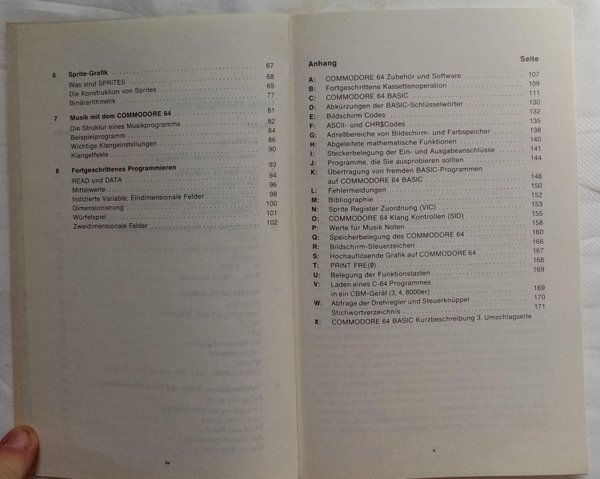 6 Sprite-Grafik 67
Was sind SPRITES 68
Die Konstruktion von Sprites 69
Binärarithmetik 77
7 Musik mit dem COMMODORE 64 81
Die Struktur eines Musikprogramms 82
Beispielprogramm 84
Wichtige Klangeinstellungen 86
Klangeffekte 90
8 Fortgeschrittenes Programmieren 93
READ und DATA 94
Mittelwerte 96
Indizierte Variable; Eindimensionale Felder 98
Dimensionierung 100
Würfelspiel 101
Zweidimensionale Felder 102
iv
Anhang Seite
A: COMMODORE 64 Zubehör und Software 107
B: Fortgeschrittene Kassettenoperation 109
C: COMMODORE 64 BASIC 111
D: Abkürzungen der BASIC-Schlüsselwörter 130
E: Bildschirm Codes 132
F: ASCII- und CHR$Codes 135
G: Adreßbereiche von Bildschirm- und Farbspeicher 138
H: Abgeleitete mathematische Funktionen 140
I: Steckerbelegung der Ein- und Ausgabeanschlüsse 141
J: Programme, die Sie ausprobieren sollten 144
K: Übertragung von fremden BASIC-Programmen
auf COMMODORE 64 BASIC 148
L: Fehlermeldungen 150
M: Bibliographie 152
N: Sprite Register Zuordnung (VIC) 153
O: COMMODORE 64 Klang Kontrollen (SID) 155
P: Werte für Musik Noten 158
Q: Speicherbelegung des COMMODORE 64 160
R: Bildschirm-Steuerzeichen 166
S: Hochauflösende Grafik auf COMMODORE 64 167
T: PRINT FRE(Ø) 168
U: Belegung der Funktionstasten 169
V: Laden eines C-64 Programmes
in ein CBM-Gerät (3, 4, 8000er) 169
W: Abfrage der Drehregler und Steuerknüppel 170
Stichwortverzeichnis 171
X: COMMODORE 64 BASIC Kurzbeschreibung 3. Umschlagseite
v